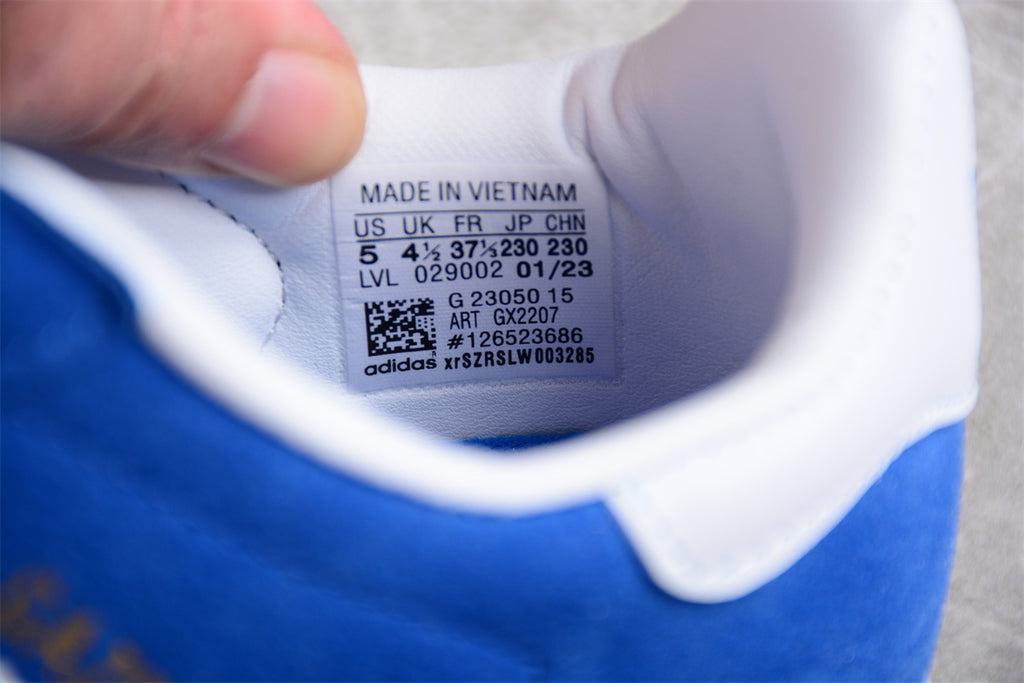 MADE IN VIETNAM
US UK FR JP CHN
5 4½ 37⅓ 230 230
LVL 029002 01/23
G 23050 15
ART GX2207
#126523686
adidas xrSZRSLW003285